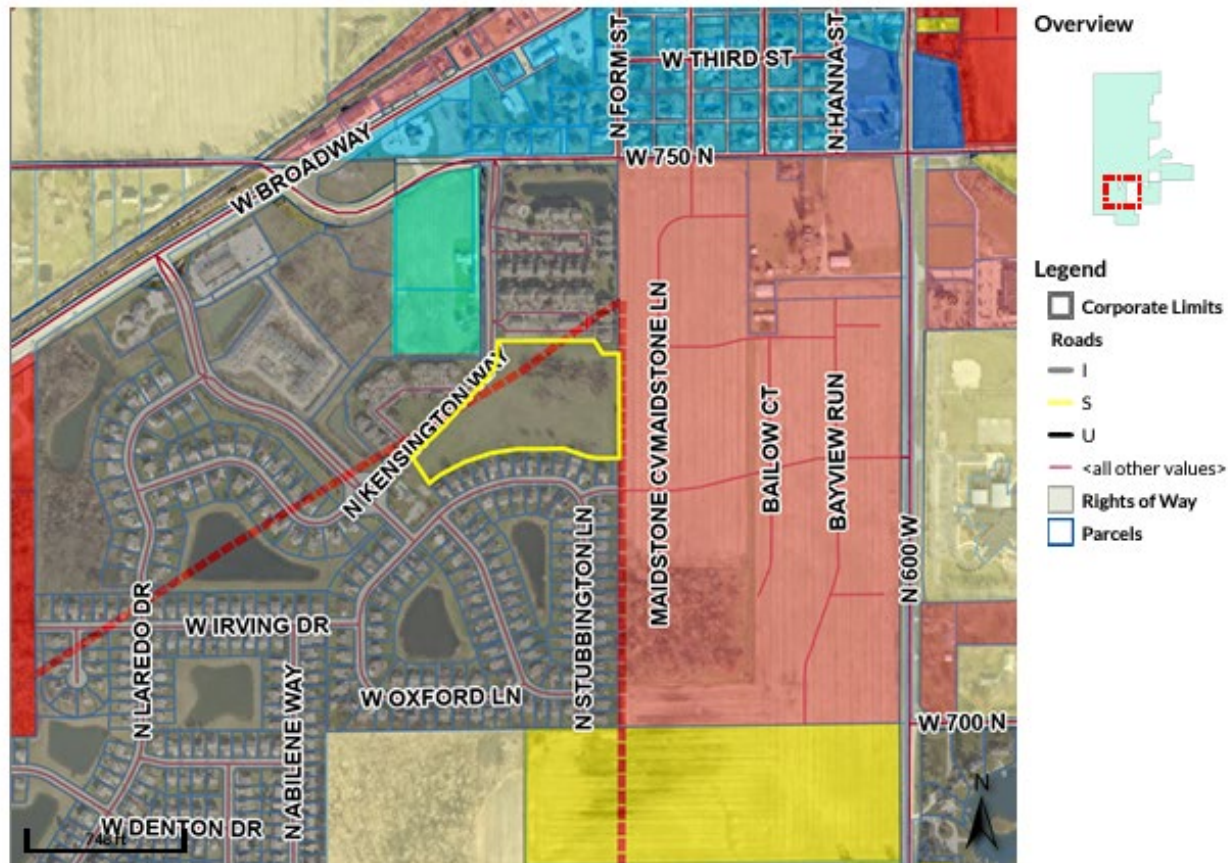 W THIRD ST
N FORM ST
N HANNA ST
W BROADWAY
W 750 N
N KENSINGTON WAY
MAIDSTONE CVMAIDSTONE LN
BAILOW CT
BAYVIEW RUN
N 600 W
N LAREDO DR
W IRVING DR
N ABILENE WAY
W OXFORD LN
N STUBBINGTON LN
W 700 N
W DENTON DR
748 ft
N
Overview
Legend
Corporate Limits
Roads
I
S
U
<all other values>
Rights of Way
Parcels